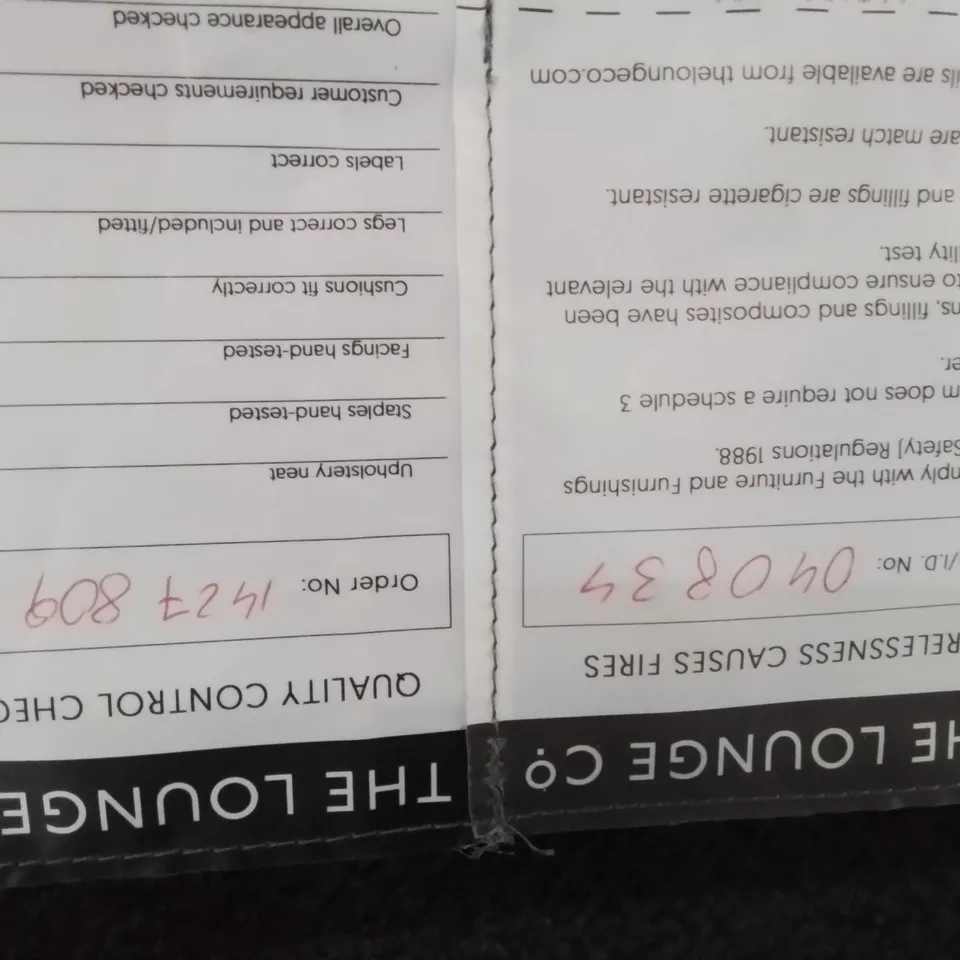 HE LOUNGE Co
RELESSNESS CAUSES FIRES
/I.D. No: 040834
mply with the Furniture and Furnishings
Safety) Regulations 1988.
m does not require a schedule 3
er.
ns, fillings and composites have been
to ensure compliance with the relevant
ility test.
and fillings are cigarette resistant.
are match resistant.
ils are available from theloungeco.com
THE LOUNGE
QUALITY CONTROL CHEC
Order No: 1427809
Upholstery neat
Staples hand-tested
Facings hand-tested
Cushions fit correctly
Legs correct and included/fitted
Labels correct
Customer requirements checked
Overall appearance checked